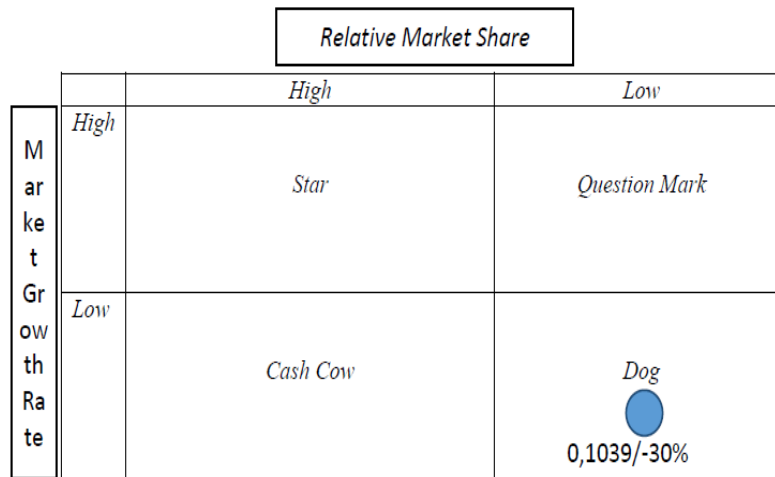 Relative Market Share
High Low
High
M
ar
ke
t
Gr
ow
th
Ra
te
Star Question Mark
Low
Cash Cow Dog
0,1039/-30%